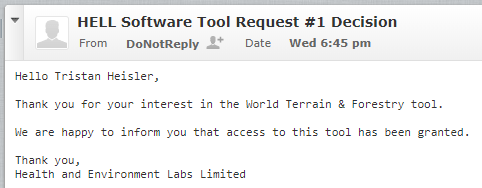 HELL Software Tool Request #1 Decision
From DoNotReply Date Wed 6:45 pm
Hello Tristan Heisler,
Thank you for your interest in the World Terrain & Forestry tool.
We are happy to inform you that access to this tool has been granted.
Thank you,
Health and Environment Labs Limited